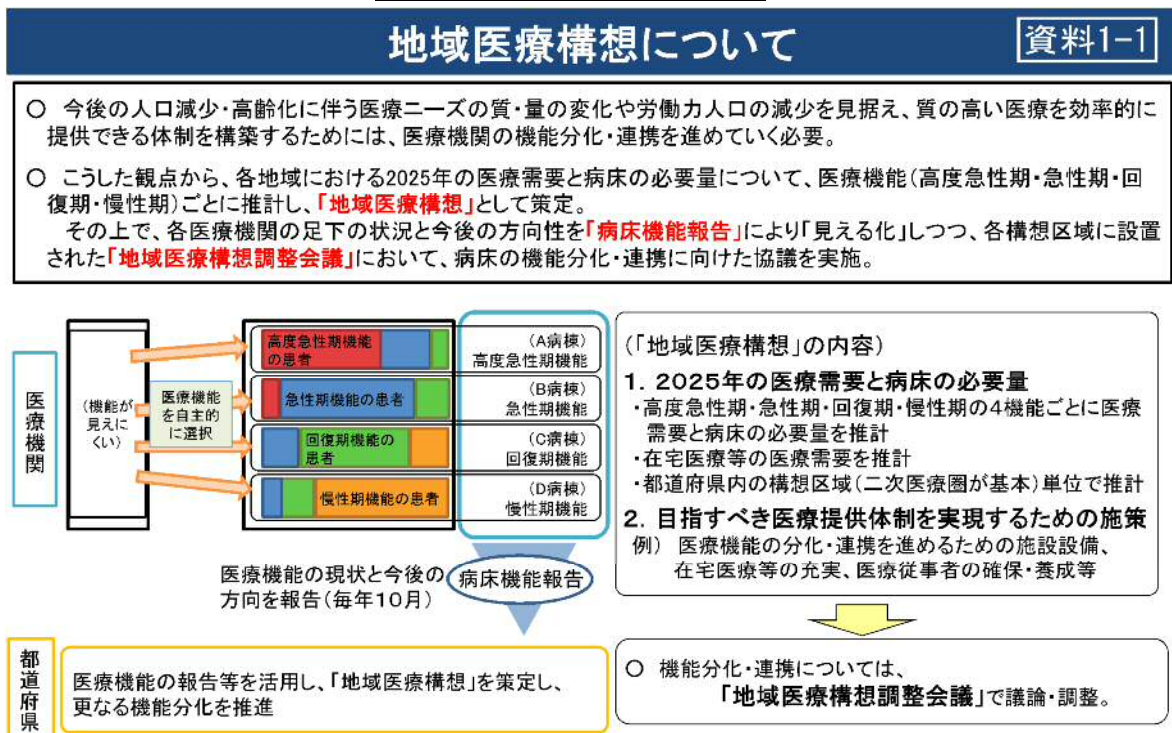 地域医療構想について
資料1-1
○ 今後の人口減少・高齢化に伴う医療ニーズの質・量の変化や労働力人口の減少を見据え、質の高い医療を効率的に
提供できる体制を構築するためには、医療機関の機能分化・連携を進めていく必要。
○ こうした観点から、各地域における2025年の医療需要と病床の必要量について、医療機能(高度急性期・急性期・回
復期・慢性期)ごとに推計し、「地域医療構想」として策定。
その上で、各医療機関の足下の状況と今後の方向性を「病床機能報告」により「見える化」しつつ、各構想区域に設置
された「地域医療構想調整会議」において、病床の機能分化・連携に向けた協議を実施。
医療機関
(機能が
見えに
くい)
医療機能
を自主的
に選択
高度急性期機能
の患者
(A病棟)
高度急性期機能
急性期機能の患者
(B病棟)
急性期機能
回復期機能の
患者
(C病棟)
回復期機能
慢性期機能の患者
(D病棟)
慢性期機能
医療機能の現状と今後の
方向を報告(毎年10月)
病床機能報告
(「地域医療構想」の内容)
1. 2025年の医療需要と病床の必要量
・高度急性期・急性期・回復期・慢性期の4機能ごとに医療
需要と病床の必要量を推計
・在宅医療等の医療需要を推計
・都道府県内の構想区域(二次医療圏が基本)単位で推計
2. 目指すべき医療提供体制を実現するための施策
例) 医療機能の分化・連携を進めるための施設設備、
在宅医療等の充実、医療従事者の確保・養成等
都道府県
医療機能の報告等を活用し、「地域医療構想」を策定し、
更なる機能分化を推進
○ 機能分化・連携については、
「地域医療構想調整会議」で議論・調整。